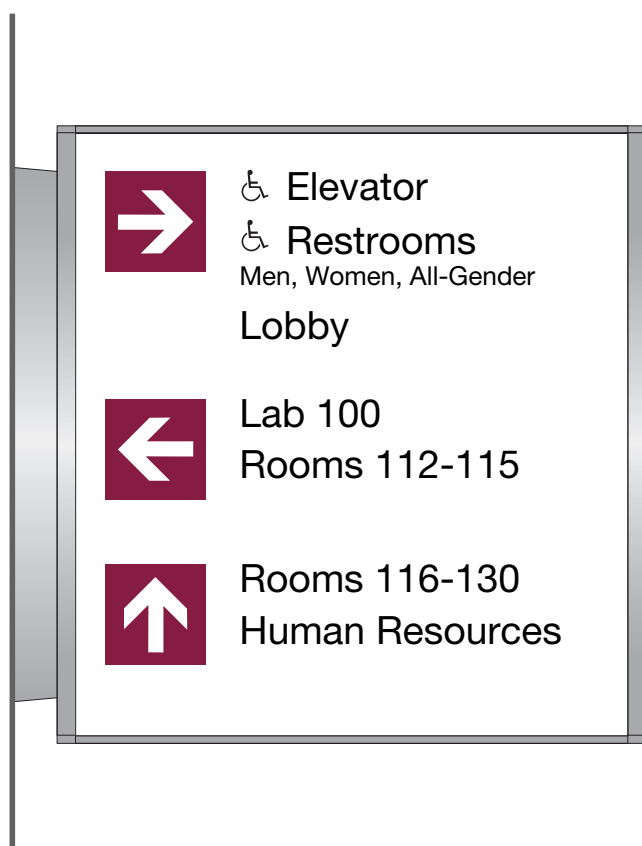 Elevator
Restrooms
Men, Women, All-Gender
Lobby
Lab 100
Rooms 112-115
Rooms 116-130
Human Resources